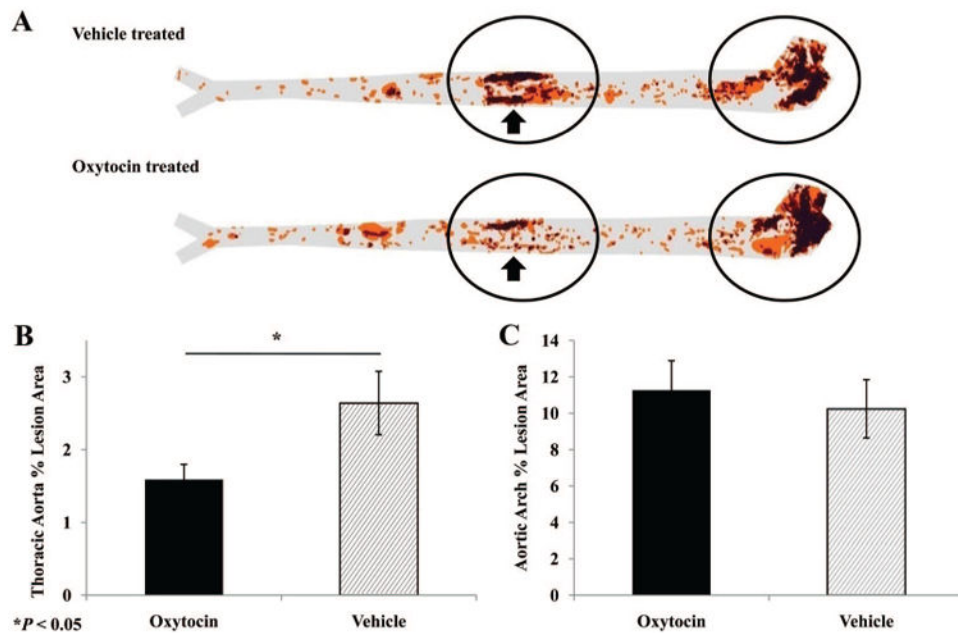 A
Vehicle treated
Oxytocin treated
B
*
Thoracic Aorta % Lesion Area
3
2
1
0
Oxytocin
Vehicle
*P < 0.05
C
Aortic Arch % Lesion Area
14
12
10
8
6
4
2
0
Oxytocin
Vehicle